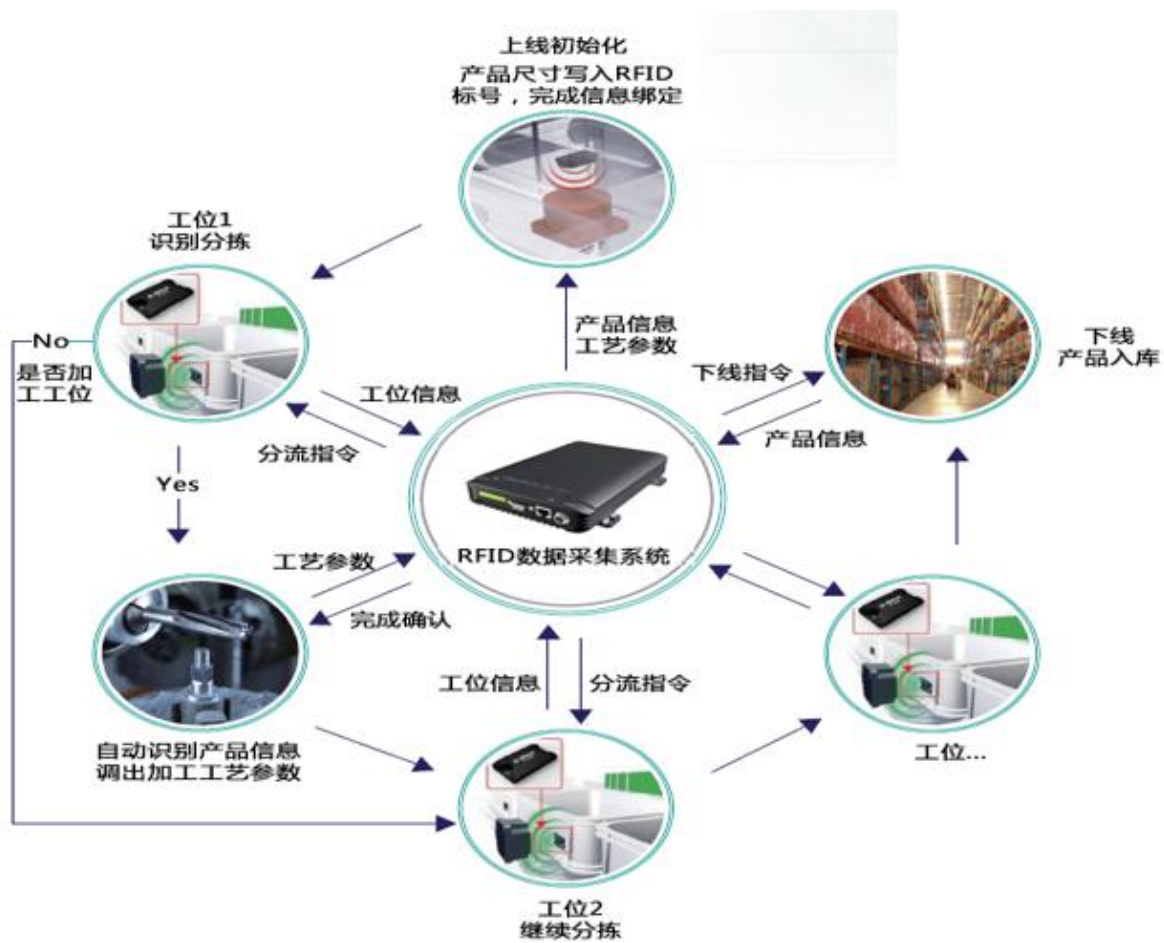 上线初始化
产品尺寸写入RFID
标号，完成信息绑定
工位1
识别分拣
No
是否加
工工位
产品信息
工艺参数
下线
产品入库
下线指令
工位信息
分流指令
产品信息
Yes
RFID数据采集系统
工艺参数
完成确认
工位信息
分流指令
自动识别产品信息
调出加工工艺参数
工位...
工位2
继续分拣